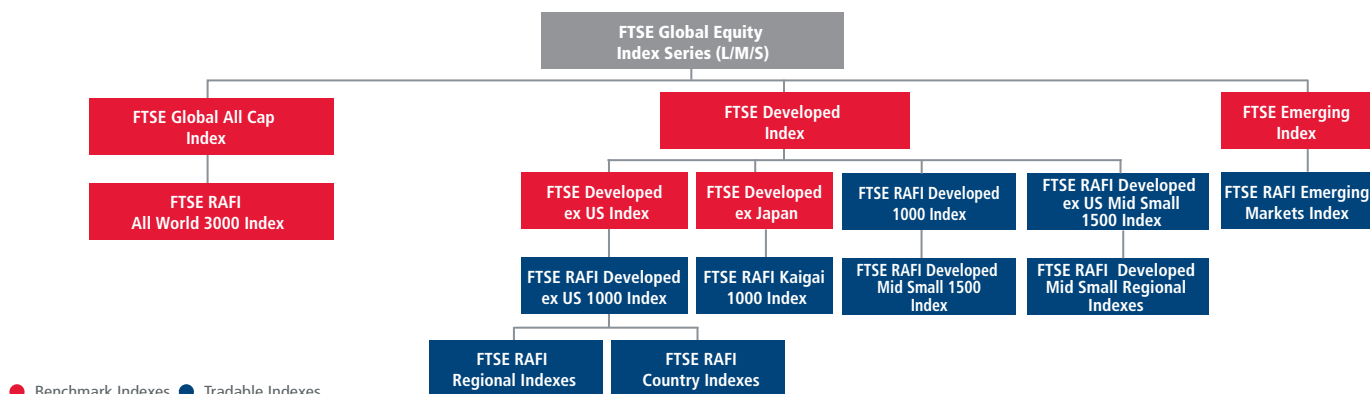 FTSE Global Equity
Index Series (L/M/S)
FTSE Global All Cap
Index
FTSE Developed
Index
FTSE Emerging
Index
FTSE RAFI
All World 3000 Index
FTSE Developed
ex US Index
FTSE Developed
ex Japan
FTSE RAFI Developed
1000 Index
FTSE RAFI Developed
ex US Mid Small
1500 Index
FTSE RAFI Emerging
Markets Index
FTSE RAFI Developed
ex US 1000 Index
FTSE RAFI Kaigai
1000 Index
FTSE RAFI Developed
Mid Small 1500
Index
FTSE RAFI Developed
Mid Small Regional
Indexes
FTSE RAFI
Regional Indexes
FTSE RAFI
Country Indexes
Benchmark Indexes Tradable Indexes